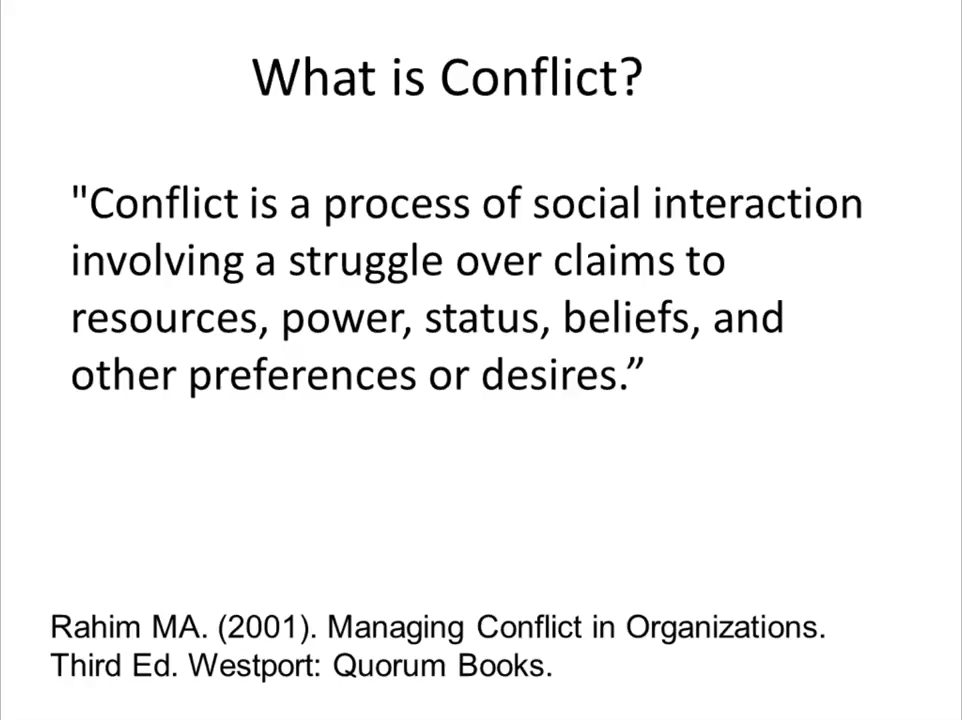 What is Conflict?
"Conflict is a process of social interaction
involving a struggle over claims to
resources, power, status, beliefs, and
other preferences or desires.”
Rahim MA. (2001). Managing Conflict in Organizations.
Third Ed. Westport: Quorum Books.